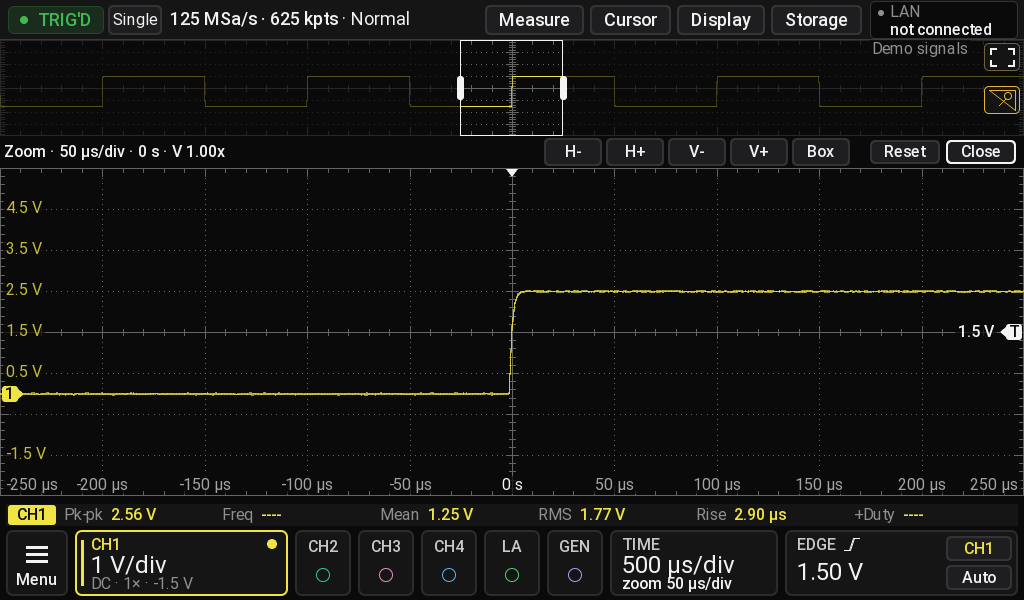 TRIG'D Single 125 MSa/s · 625 kpts · Normal Measure Cursor Display Storage LAN
not connected
Demo signals
Zoom · 50 µs/div · 0 s · V 1.00x H- H+ V- V+ Box Reset Close
4.5 V
3.5 V
2.5 V
1.5 V 1.5 V T
0.5 V
1
-1.5 V
-250 µs -200 µs -150 µs -100 µs -50 µs 0 s 50 µs 100 µs 150 µs 200 µs 250 µs
CH1 Pk-pk 2.56 V Freq ---- Mean 1.25 V RMS 1.77 V Rise 2.90 µs +Duty ----
CH1 CH2 CH3 CH4 LA GEN TIME EDGE CH1
1 V/div 500 µs/div 1.50 V
Menu DC · 1× · -1.5 V zoom 50 µs/div Auto